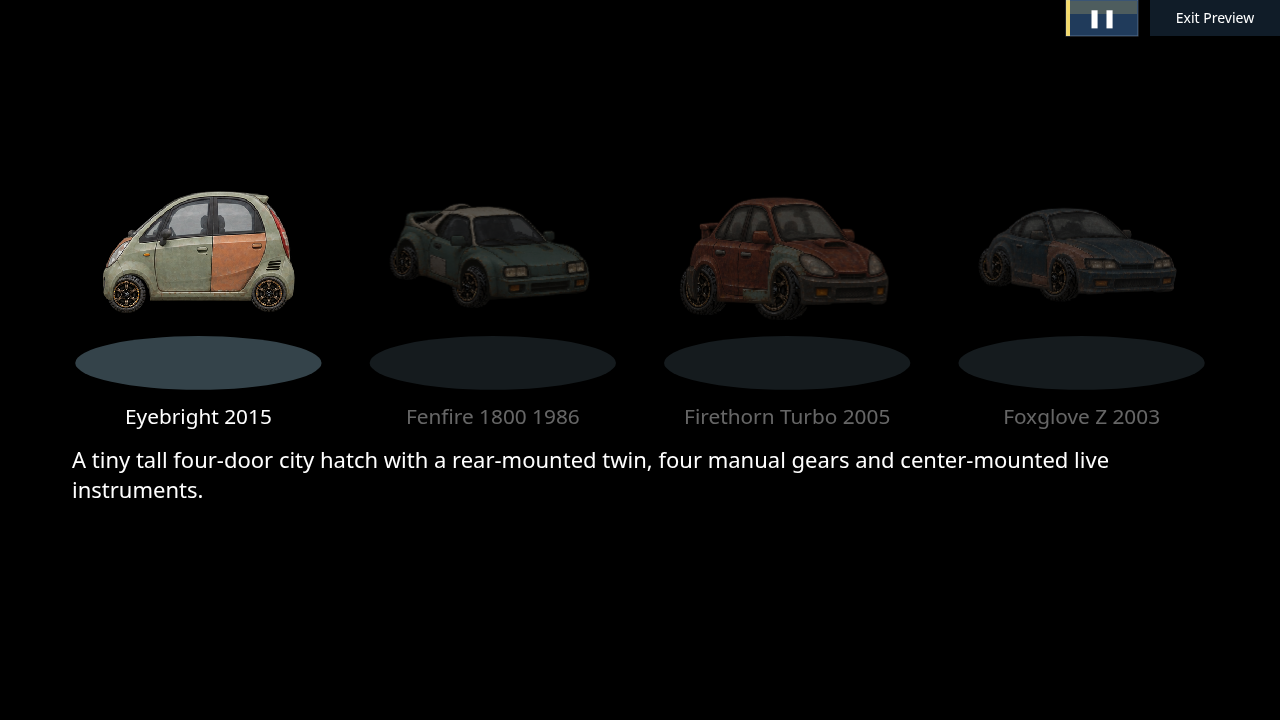 Exit Preview
Eyebright 2015
Fenfire 1800 1986
Firethorn Turbo 2005
Foxglove Z 2003
A tiny tall four-door city hatch with a rear-mounted twin, four manual gears and center-mounted live
instruments.